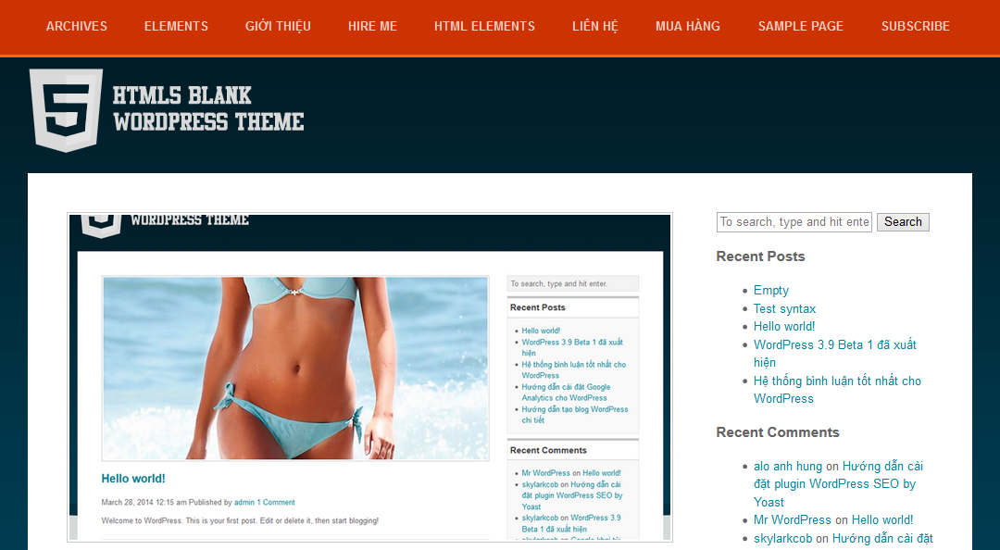 ARCHIVES ELEMENTS GIỚI THIỆU HIRE ME HTML ELEMENTS LIÊN HỆ MUA HÀNG SAMPLE PAGE SUBSCRIBE
HTML5 BLANK
WORDPRESS THEME
WORDPRESS THEME
To search, type and hit enter.
Recent Posts
Hello world!
WordPress 3.9 Beta 1 đã xuất
hiện
Hệ thống bình luận tốt nhất cho
WordPress
Hướng dẫn cài đặt Google
Analytics cho WordPress
Hướng dẫn tạo blog WordPress
chi tiết
Recent Comments
Mr WordPress on Hello world!
skylarkcob on Hướng dẫn cài
đặt plugin WordPress SEO by
Yoast
skylarkcob on WordPress 3.9
Beta 1 đã xuất hiện
Hello world!
March 28, 2014 12:15 am Published by admin 1 Comment
Welcome to WordPress. This is your first post. Edit or delete it, then start blogging!
To search, type and hit ente Search
Recent Posts
Empty
Test syntax
Hello world!
WordPress 3.9 Beta 1 đã xuất
hiện
Hệ thống bình luận tốt nhất cho
WordPress
Recent Comments
alo anh hung on Hướng dẫn cài
đặt plugin WordPress SEO by
Yoast
Mr WordPress on Hello world!
skylarkcob on Hướng dẫn cài đặt